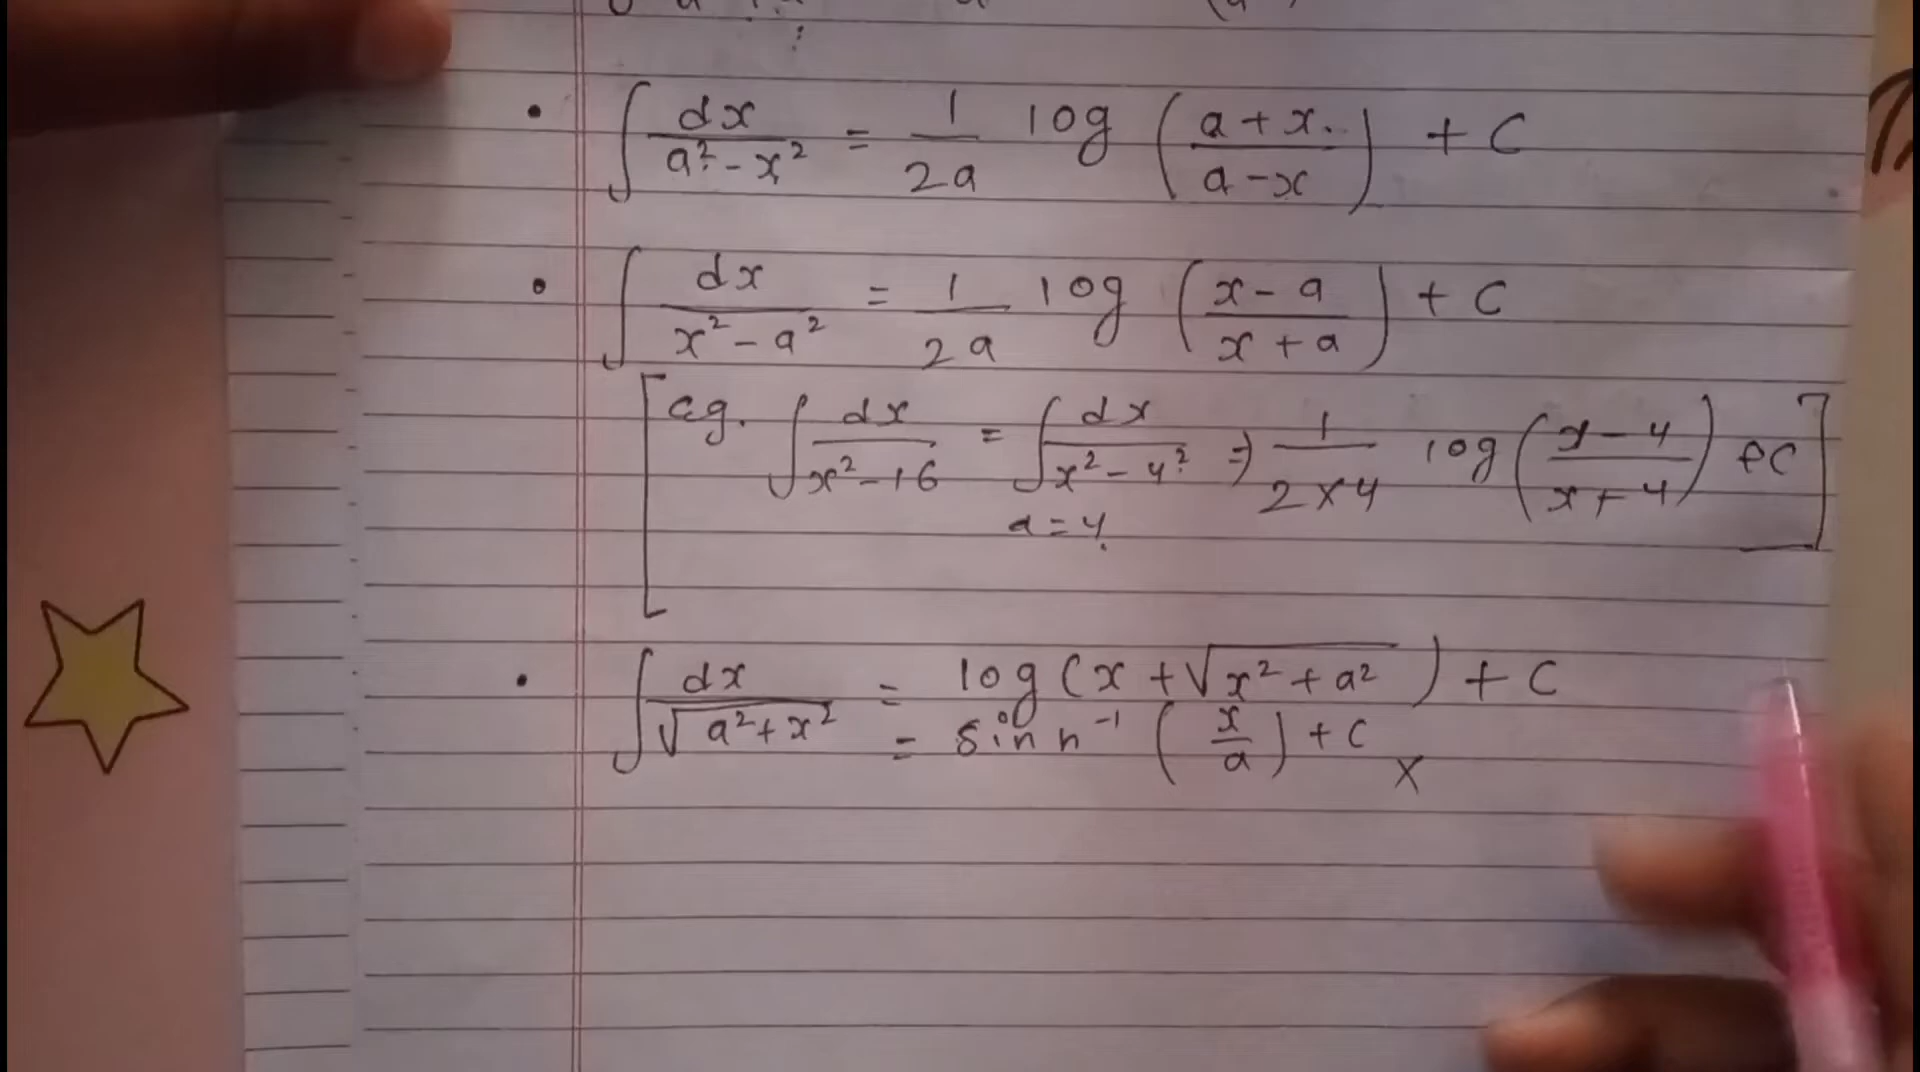 • ∫ dx / (a² - x²) = 1/2a log ((a + x) / (a - x)) + C
• ∫ dx / (x² - a²) = 1/2a log ((x - a) / (x + a)) + C
[eg. ∫ dx / (x² - 16) = ∫ dx / (x² - 4²) ⇒ 1 / (2 × 4) log ((x - 4) / (x + 4)) + C]
a = 4
• ∫ dx / √(a² + x²) = log (x + √(x² + a²)) + C
= sin h⁻¹ (x/a) + C ×